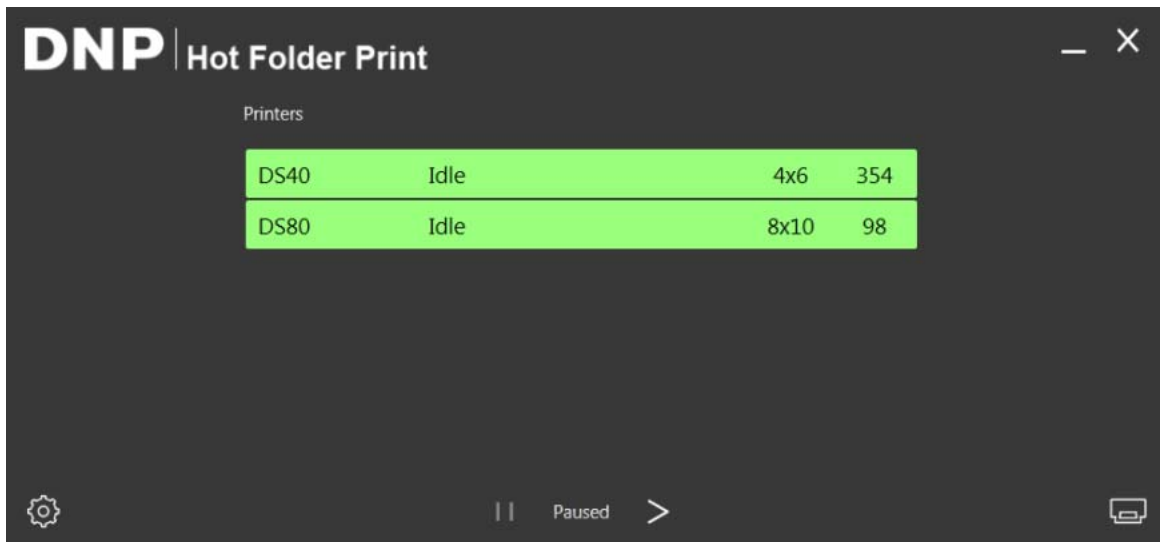 DNP Hot Folder Print
Printers
DS40 Idle 4x6 354
DS80 Idle 8x10 98
Paused